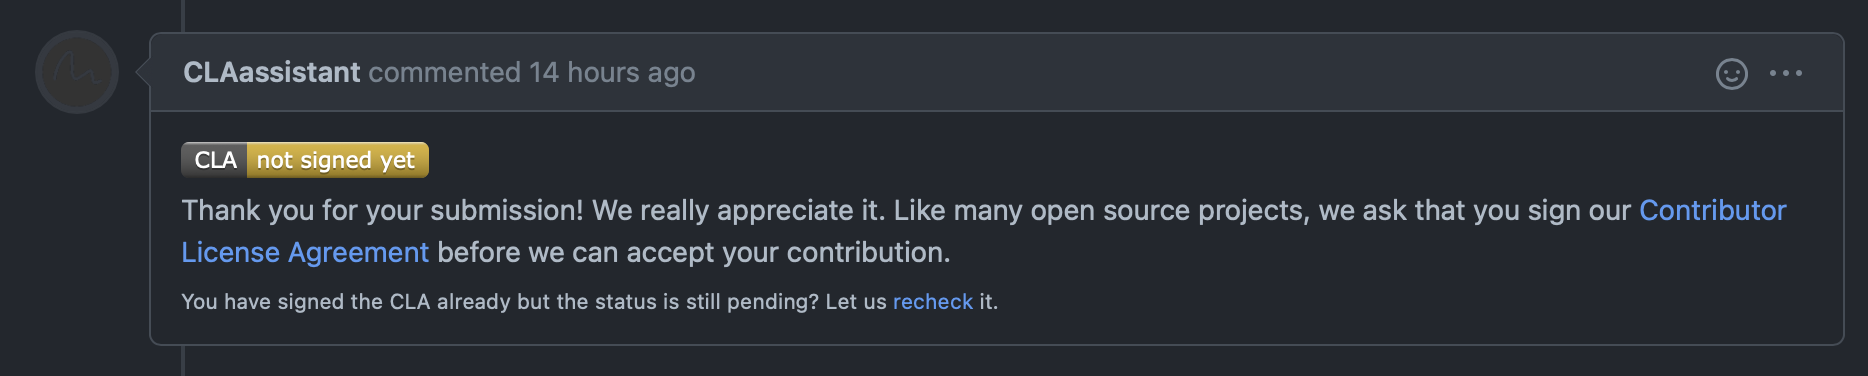 CLAassistant commented 14 hours ago
CLA not signed yet
Thank you for your submission! We really appreciate it. Like many open source projects, we ask that you sign our Contributor
License Agreement before we can accept your contribution.
You have signed the CLA already but the status is still pending? Let us recheck it.